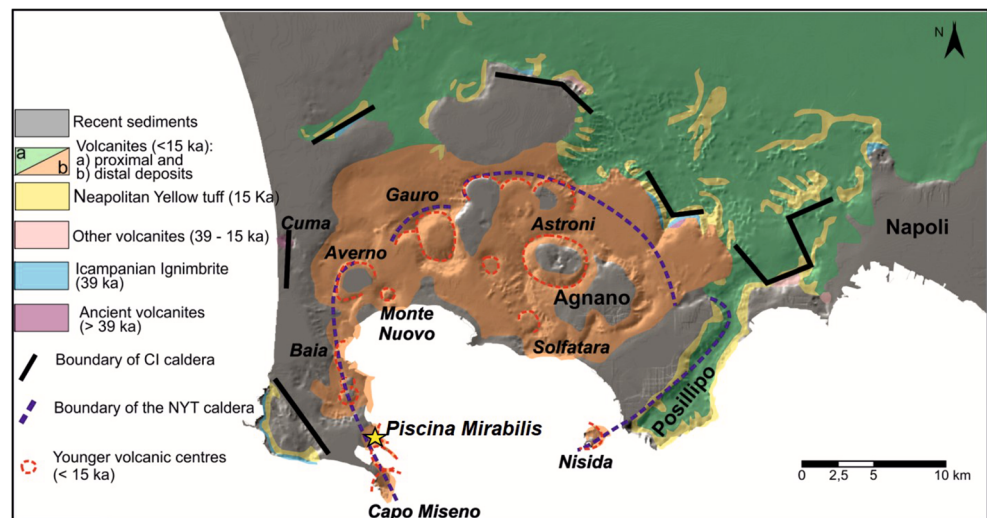 N
Recent sediments
Volcanites (<15 ka):
a) proximal and
b) distal deposits
a
b
Neapolitan Yellow tuff (15 Ka)
Other volcanites (39 - 15 ka)
Icampanian Ignimbrite
(39 ka)
Ancient volcanites
(> 39 ka)
Boundary of CI caldera
Boundary of the NYT caldera
Younger volcanic centres
(< 15 ka)
Gauro
Cuma
Astroni
Napoli
Averno
Agnano
Monte
Nuovo
Baia
Solfatara
Posillipo
Piscina Mirabilis
Nisida
Capo Miseno
0 2,5 5 10 km